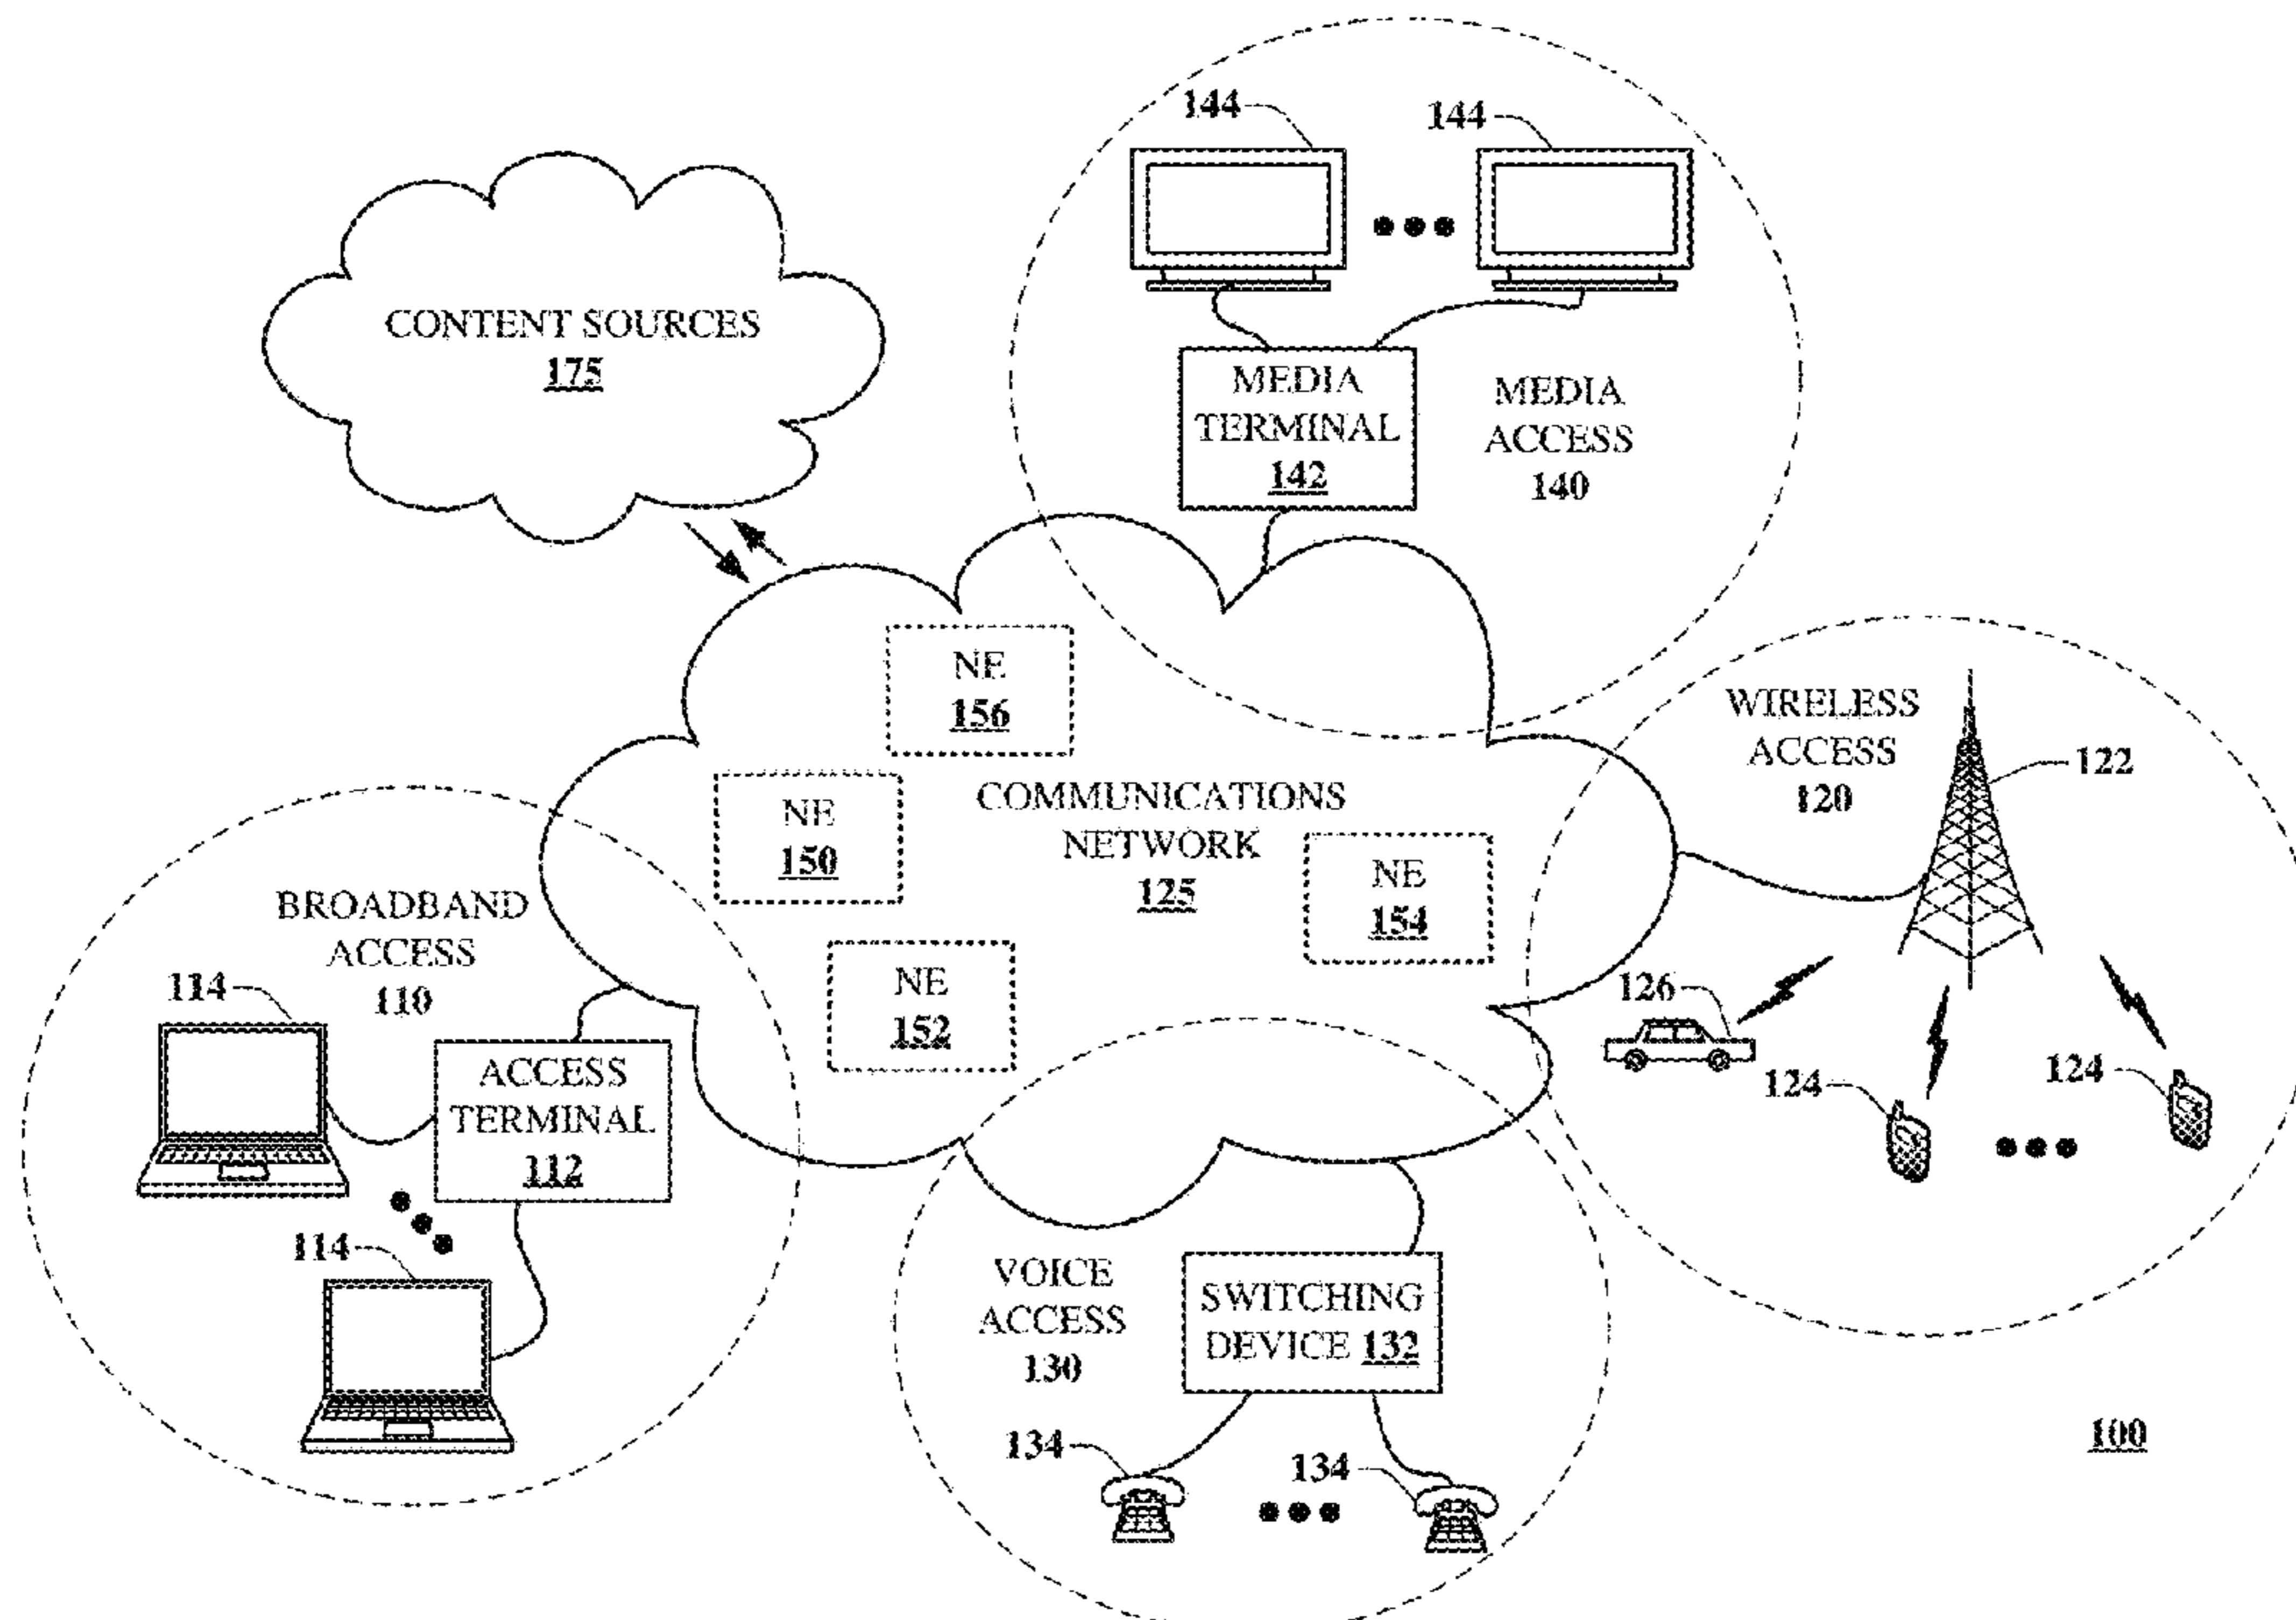 144
144
CONTENT SOURCES
175
MEDIA
TERMINAL
142
MEDIA
ACCESS
140
NE
156
WIRELESS
ACCESS
120
122
COMMUNICATIONS
NETWORK
125
NE
150
NE
154
BROADBAND
ACCESS
110
NE
152
114
126
ACCESS
TERMINAL
112
124
124
114
VOICE
ACCESS
130
SWITCHING
DEVICE 132
134
134
100